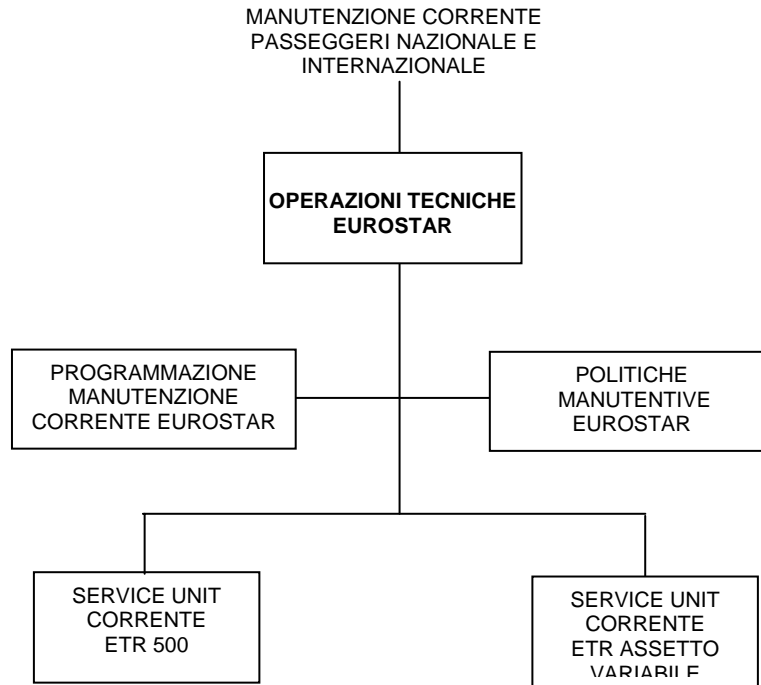 MANUTENZIONE CORRENTE
PASSEGGERI NAZIONALE E
INTERNAZIONALE
OPERAZIONI TECNICHE
EUROSTAR
PROGRAMMAZIONE
MANUTENZIONE
CORRENTE EUROSTAR
POLITICHE
MANUTENTIVE
EUROSTAR
SERVICE UNIT
CORRENTE
ETR 500
SERVICE UNIT
CORRENTE
ETR ASSETTO
VARIABILE